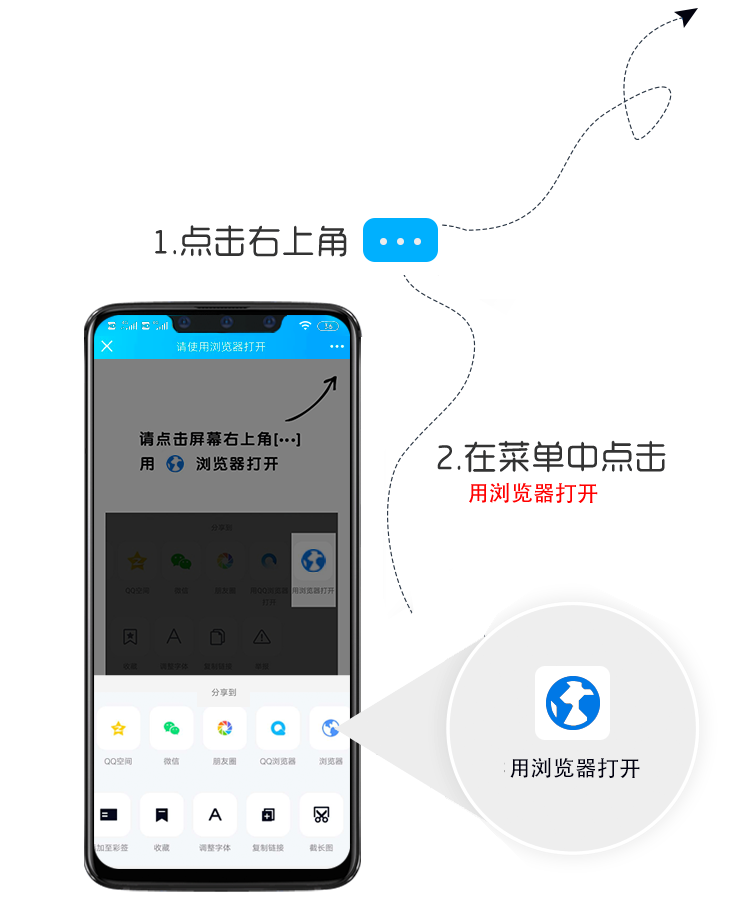 1.点击右上角
36
请使用浏览器打开
请点击屏幕右上角[•••]
用 浏览器打开
2.在菜单中点击
用浏览器打开
分享到
QQ空间 微信 朋友圈 用QQ浏览器 用浏览器打开
打开
收藏 调整字体 复制链接
分享到
QQ空间 微信 朋友圈 QQ浏览器 浏览器
加至彩签 收藏 调整字体 复制链接 截长图
用浏览器打开